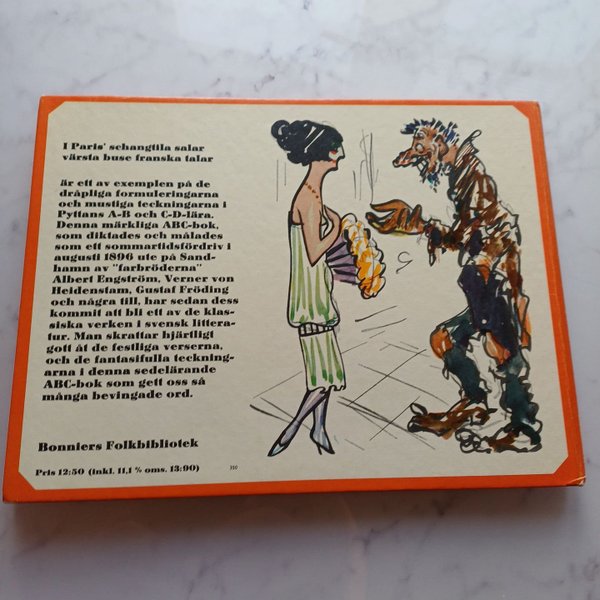 I Paris' schangtila salar
värsta buse franska talar
är ett av exemplen på de
dråpliga formuleringarna
och mustiga teckningarna i
Pyttans A-B och C-D-lära.
Denna märkliga ABC-bok,
som diktades och målades
som ett sommartidsfördriv i
augusti 1896 ute på Sand-
hamn av "farbröderna"
Albert Engström, Verner von
Heidenstam, Gustaf Fröding
och några till, har sedan dess
kommit att bli ett av de klas-
siska verken i svensk littera-
tur. Man skrattar hjärtligt
gott åt de festliga verserna,
och de fantasifulla teckning-
arna i denna sedelärande
ABC-bok som gett oss så
många bevingade ord.
Bonniers Folkbibliotek
Pris 12:50 (inkl. 11,1 % oms. 13:90)
310